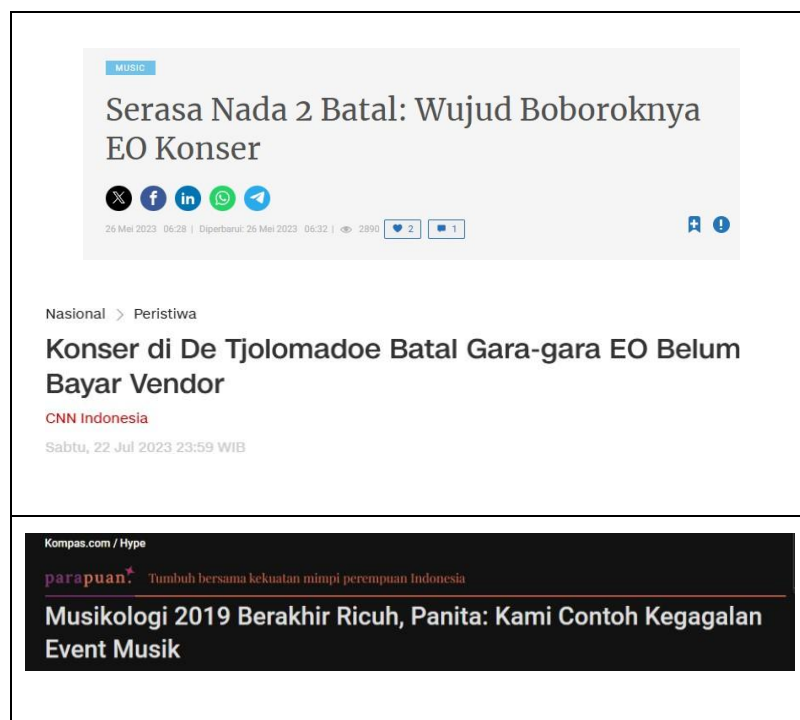 MUSIC
Serasa Nada 2 Batal: Wujud Boboroknya
EO Konser
26 Mei 2023 06:28 | Diperbarui: 26 Mei 2023 06:32 | 2890 2 1
Nasional > Peristiwa
Konser di De Tjolomadoe Batal Gara-gara EO Belum
Bayar Vendor
CNN Indonesia
Sabtu, 22 Jul 2023 23:59 WIB
Kompas.com / Hype
parapuan. Tumbuh bersama kekuatan mimpi perempuan Indonesia
Musikologi 2019 Berakhir Ricuh, Panita: Kami Contoh Kegagalan
Event Musik